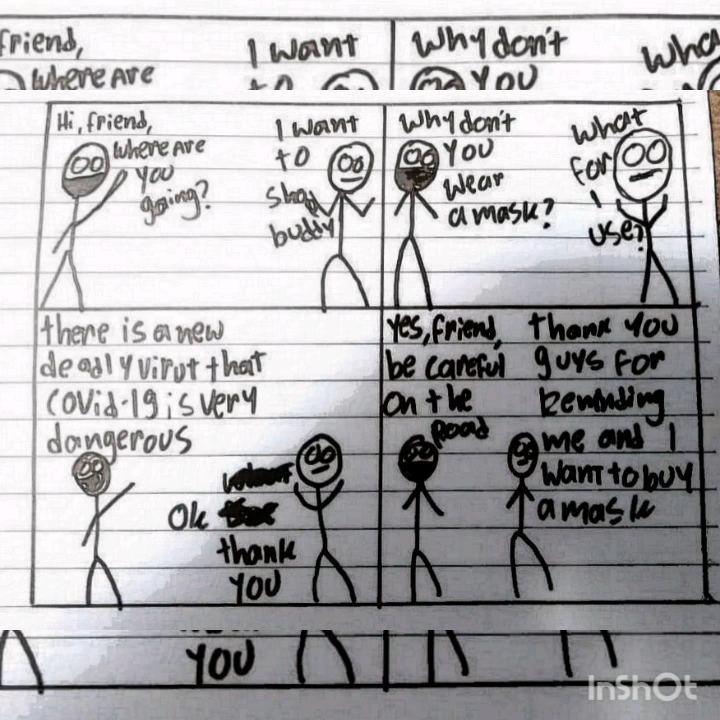 friend,
Where Are
I want
to
Why don't
YOU
Hi, friend,
Where Are
YOU
going?
I want
to
shop
buddy
Why don't
YOU
Wear
a mask?
What
for
I
use?
there is a new
deadly virut that
COVID-19 is very
dangerous
Ok
thank
YOU
Yes, friend,
be careful
on the
Road
thank you
guys for
Reminding
me and I
Want to buy
a mask
YOU
InShOt